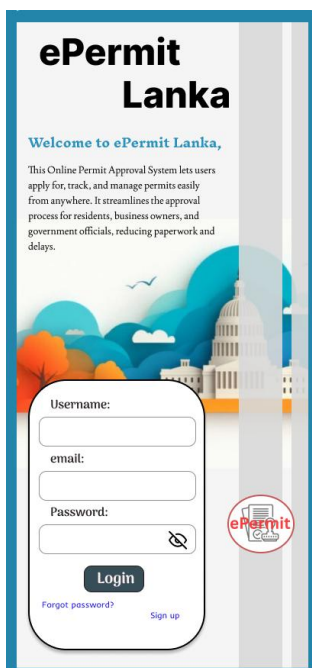 ePermit
Lanka
Welcome to ePermit Lanka,
This Online Permit Approval System lets users
apply for, track, and manage permits easily
from anywhere. It streamlines the approval
process for residents, business owners, and
government officials, reducing paperwork and
delays.
Username:
email:
Password:
ePermit
Login
Forgot password?
Sign up